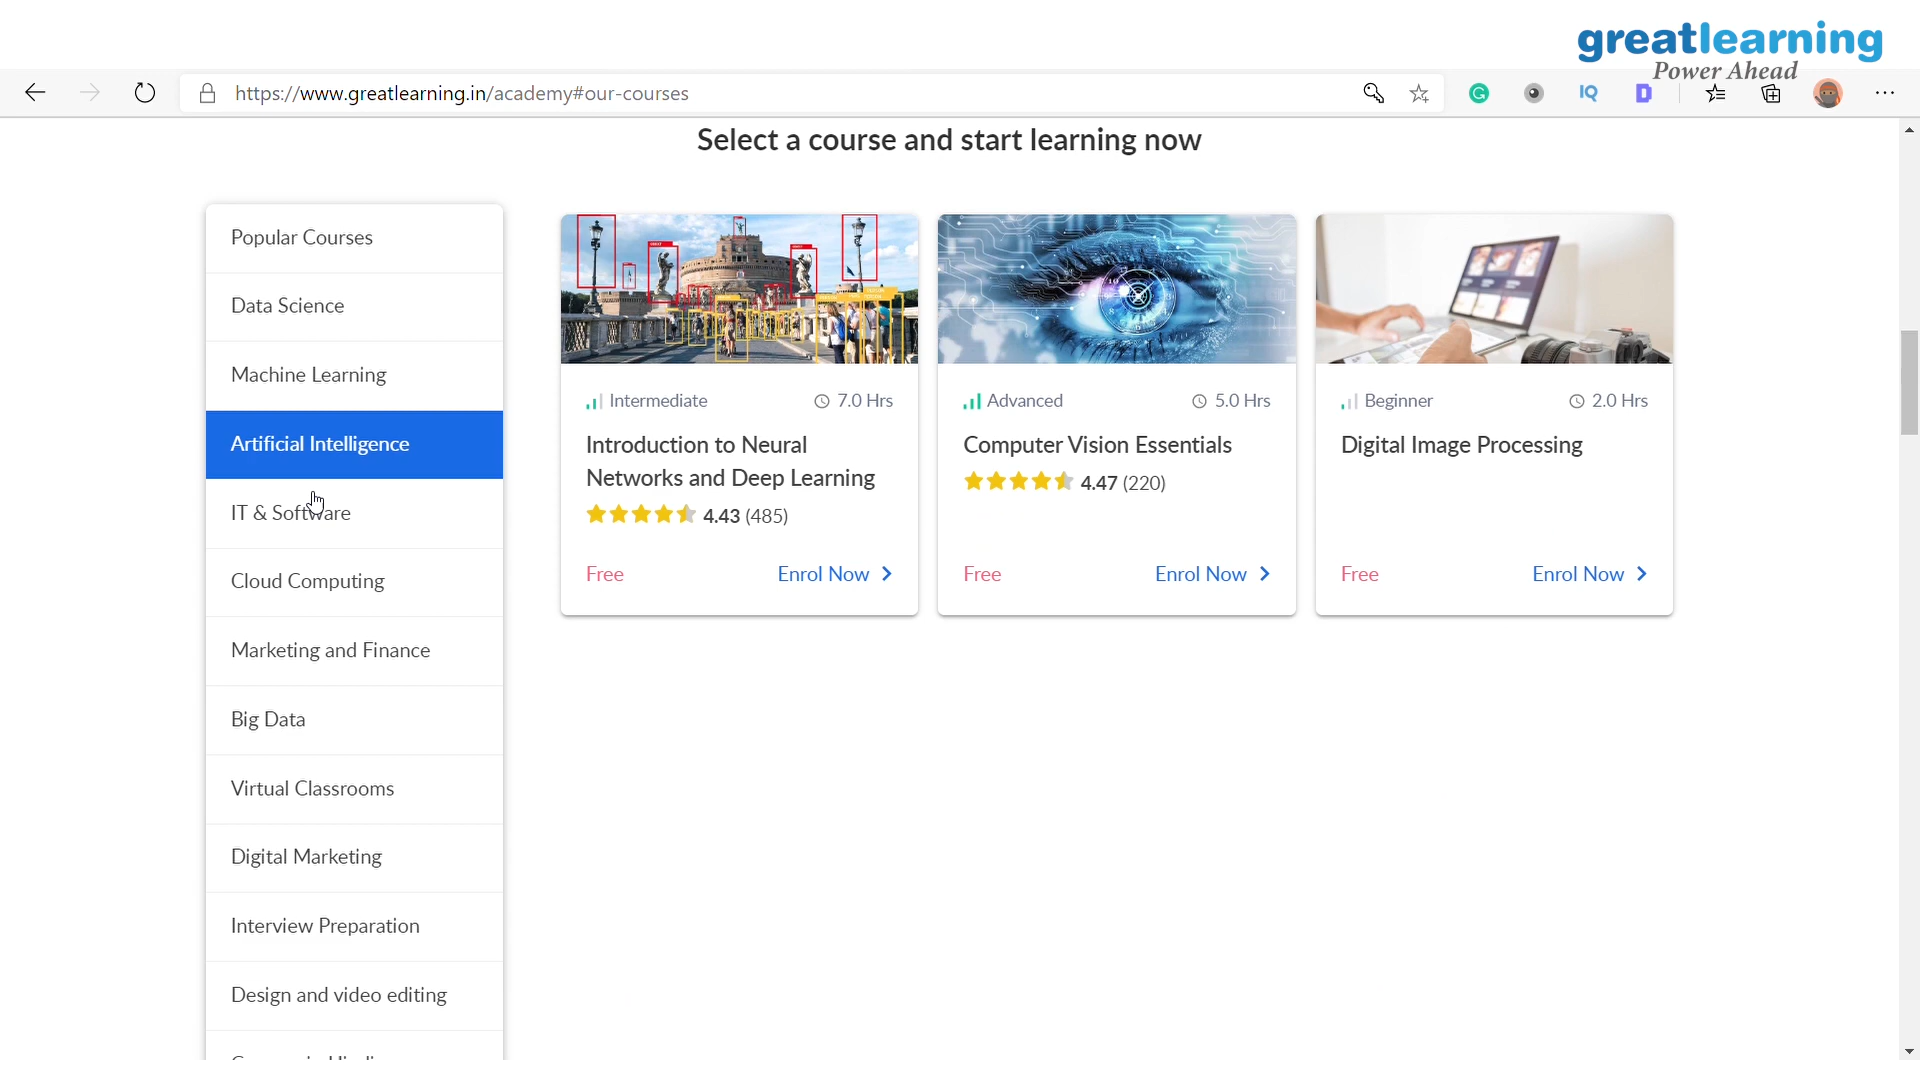 greatlearning
Power Ahead
https://www.greatlearning.in/academy#our-courses
IQ
Select a course and start learning now
Popular Courses
Data Science
Machine Learning
Artificial Intelligence
IT & Software
Cloud Computing
Marketing and Finance
Big Data
Virtual Classrooms
Digital Marketing
Interview Preparation
Design and video editing
Intermediate 7.0 Hrs
Introduction to Neural
Networks and Deep Learning
4.43 (485)
Free Enrol Now
Advanced 5.0 Hrs
Computer Vision Essentials
4.47 (220)
Free Enrol Now
Beginner 2.0 Hrs
Digital Image Processing
Free Enrol Now